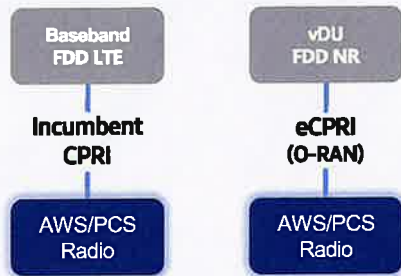 Baseband
FDD LTE
vDU
FDD NR
Incumbent
CPRI
eCPRI
(O-RAN)
AWS/PCS
Radio
AWS/PCS
Radio